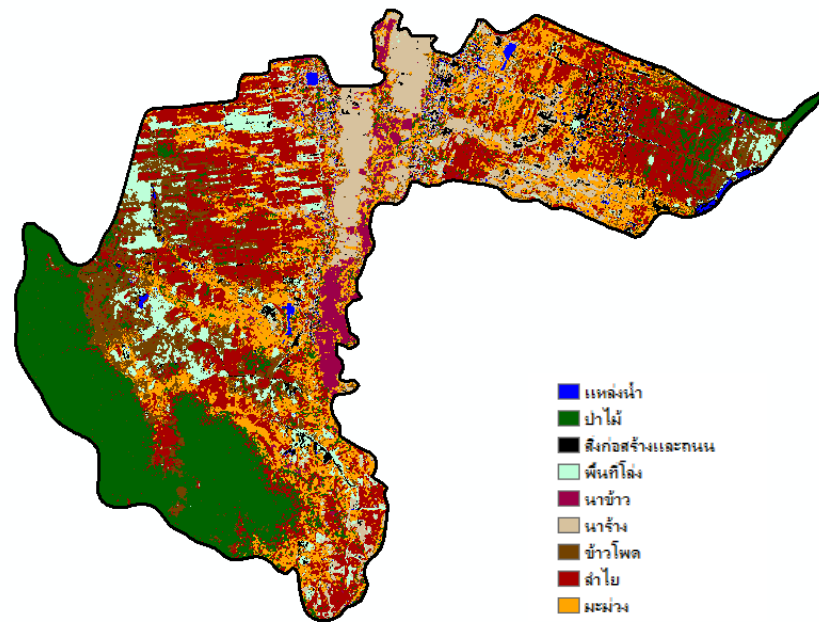 แหล่งน้ำ
ป่าไม้
สิ่งก่อสร้างและถนน
พื้นที่โล่ง
นาข้าว
นาร้าง
ข้าวโพด
ลำไย
มะม่วง